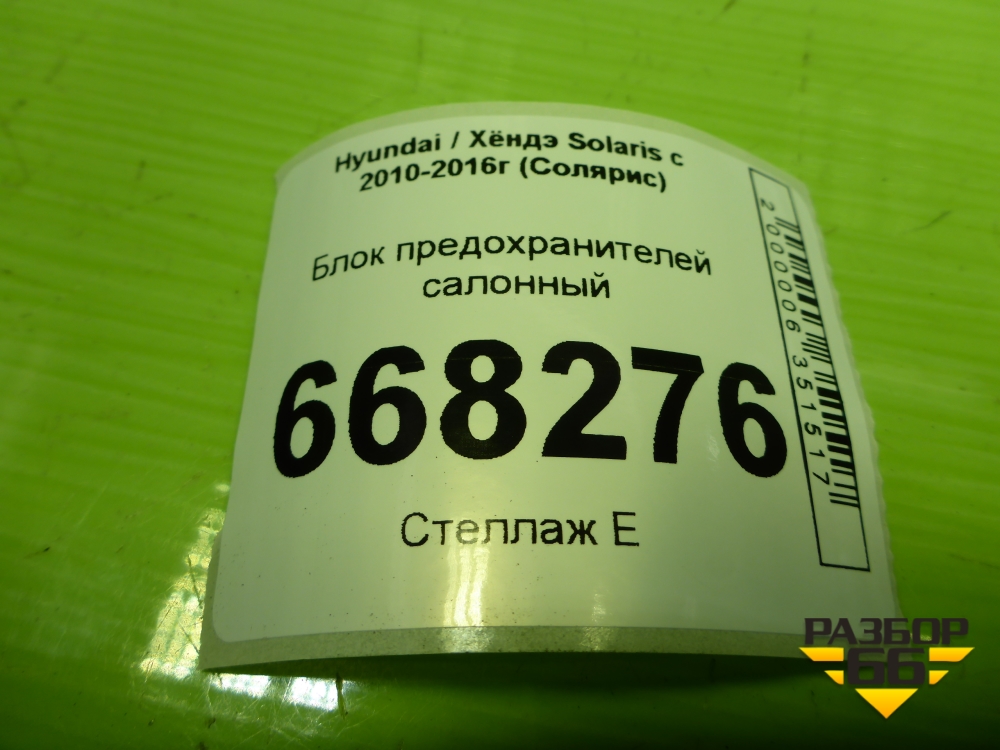 Hyundai / Хёндэ Solaris с
2010-2016г (Солярис)
Блок предохранителей
салонный
668276
Стеллаж Е
2000006351517
РАЗБОР
66